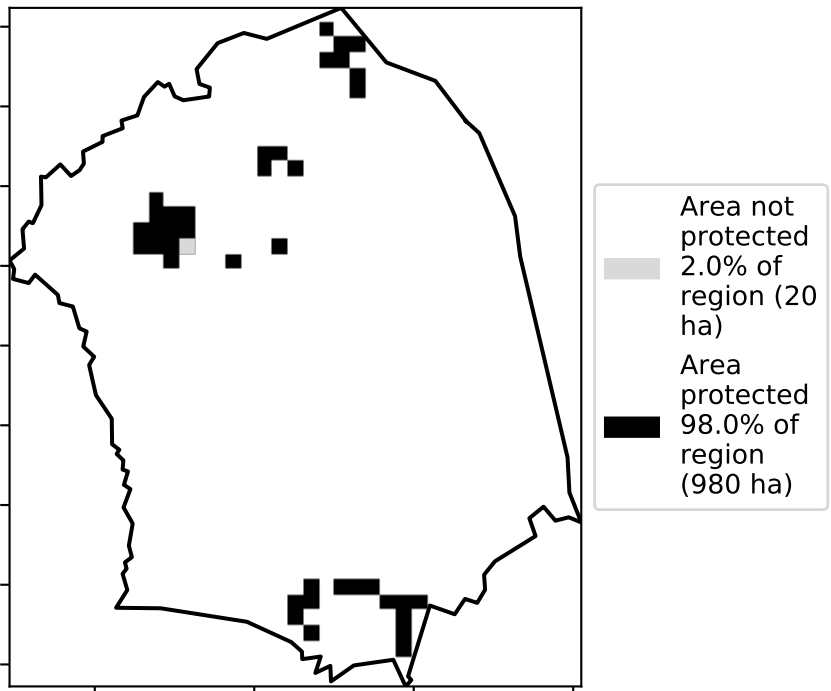 Area not
protected
2.0% of
region (20
ha)
Area
protected
98.0% of
region
(980 ha)